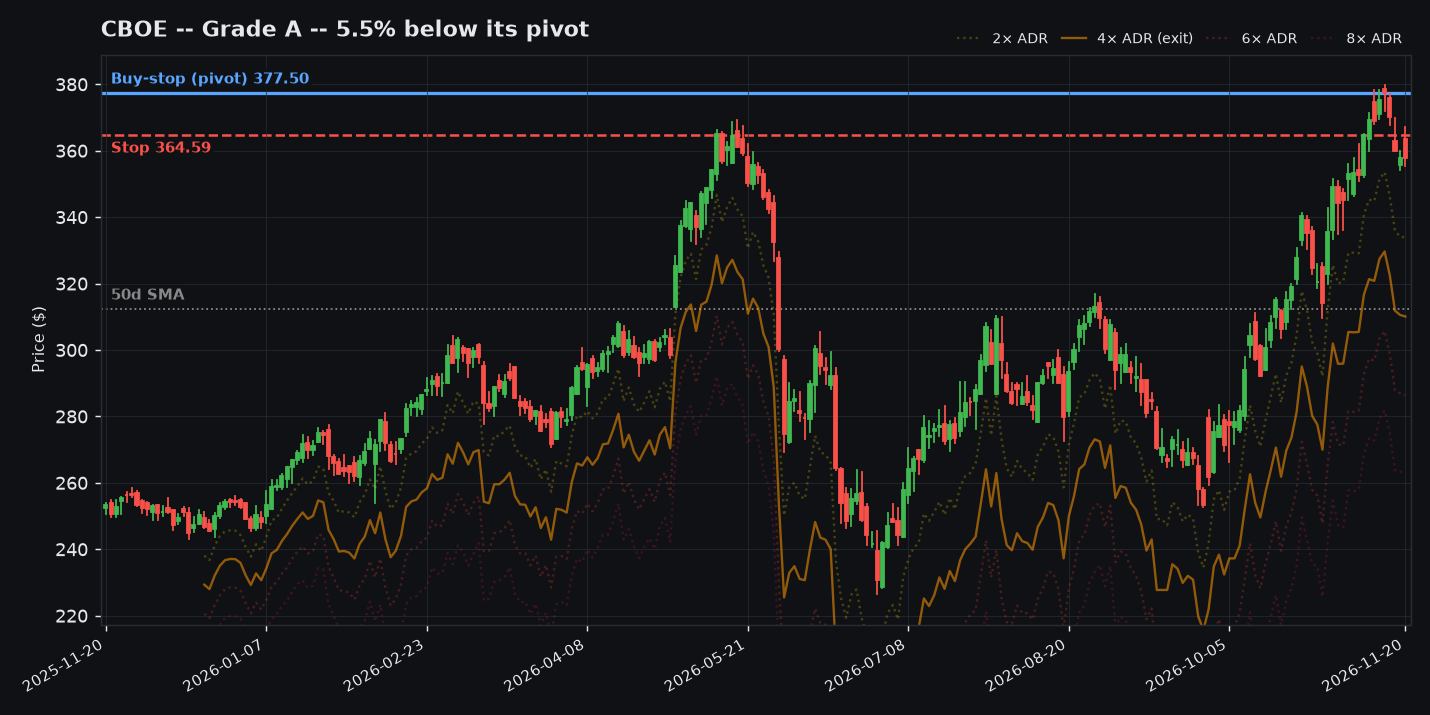 CBOE -- Grade A -- 5.5% below its pivot
2× ADR
4× ADR (exit)
6× ADR
8× ADR
Buy-stop (pivot) 377.50
Stop 364.59
50d SMA
Price ($)
380
360
340
320
300
280
260
240
220
2025-11-20
2026-01-07
2026-02-23
2026-04-08
2026-05-21
2026-07-08
2026-08-20
2026-10-05
2026-11-20